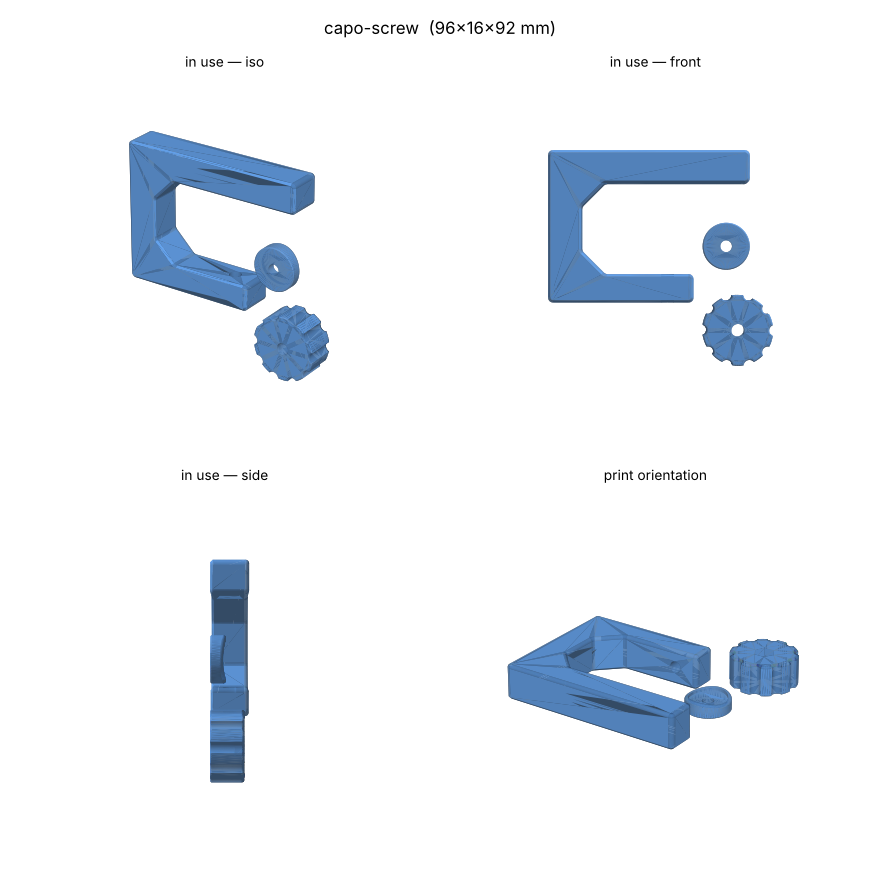 capo-screw (96×16×92 mm)
in use — iso
in use — front
in use — side
print orientation